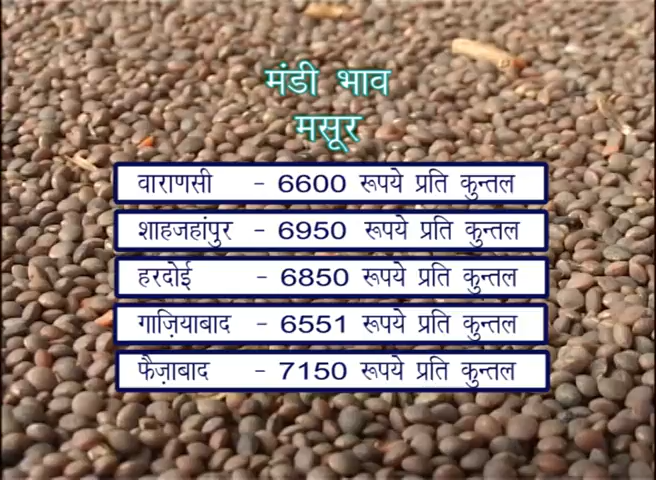 मंडी भाव
मसूर
वाराणसी - 6600 रूपये प्रति कुन्तल
शाहजहांपुर - 6950 रूपये प्रति कुन्तल
हरदोई - 6850 रूपये प्रति कुन्तल
गाज़ियाबाद - 6551 रूपये प्रति कुन्तल
फैज़ाबाद - 7150 रूपये प्रति कुन्तल